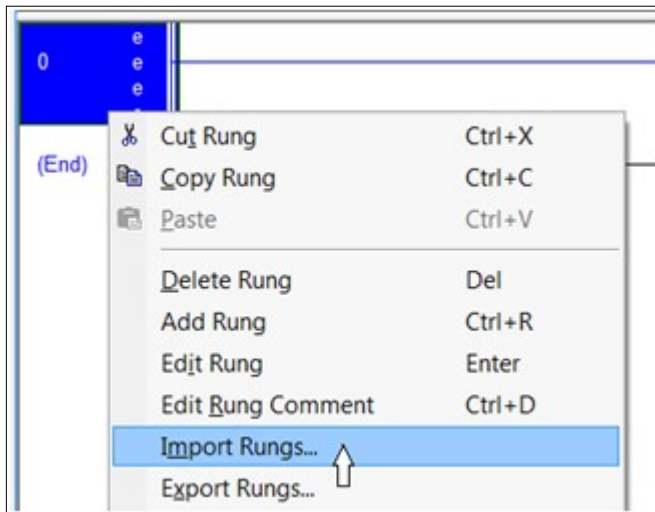 e
0 e
e
(End)
Cut Rung Ctrl+X
Copy Rung Ctrl+C
Paste Ctrl+V
Delete Rung Del
Add Rung Ctrl+R
Edit Rung Enter
Edit Rung Comment Ctrl+D
Import Rungs...
Export Rungs...